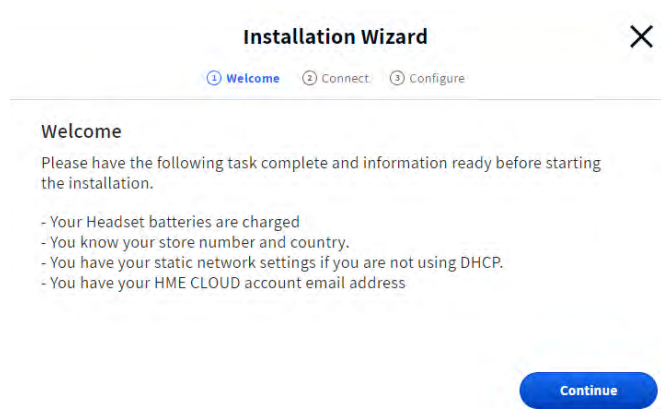 Installation Wizard
1 Welcome 2 Connect 3 Configure
Welcome
Please have the following task complete and information ready before starting
the installation.
- Your Headset batteries are charged
- You know your store number and country.
- You have your static network settings if you are not using DHCP.
- You have your HME CLOUD account email address
Continue